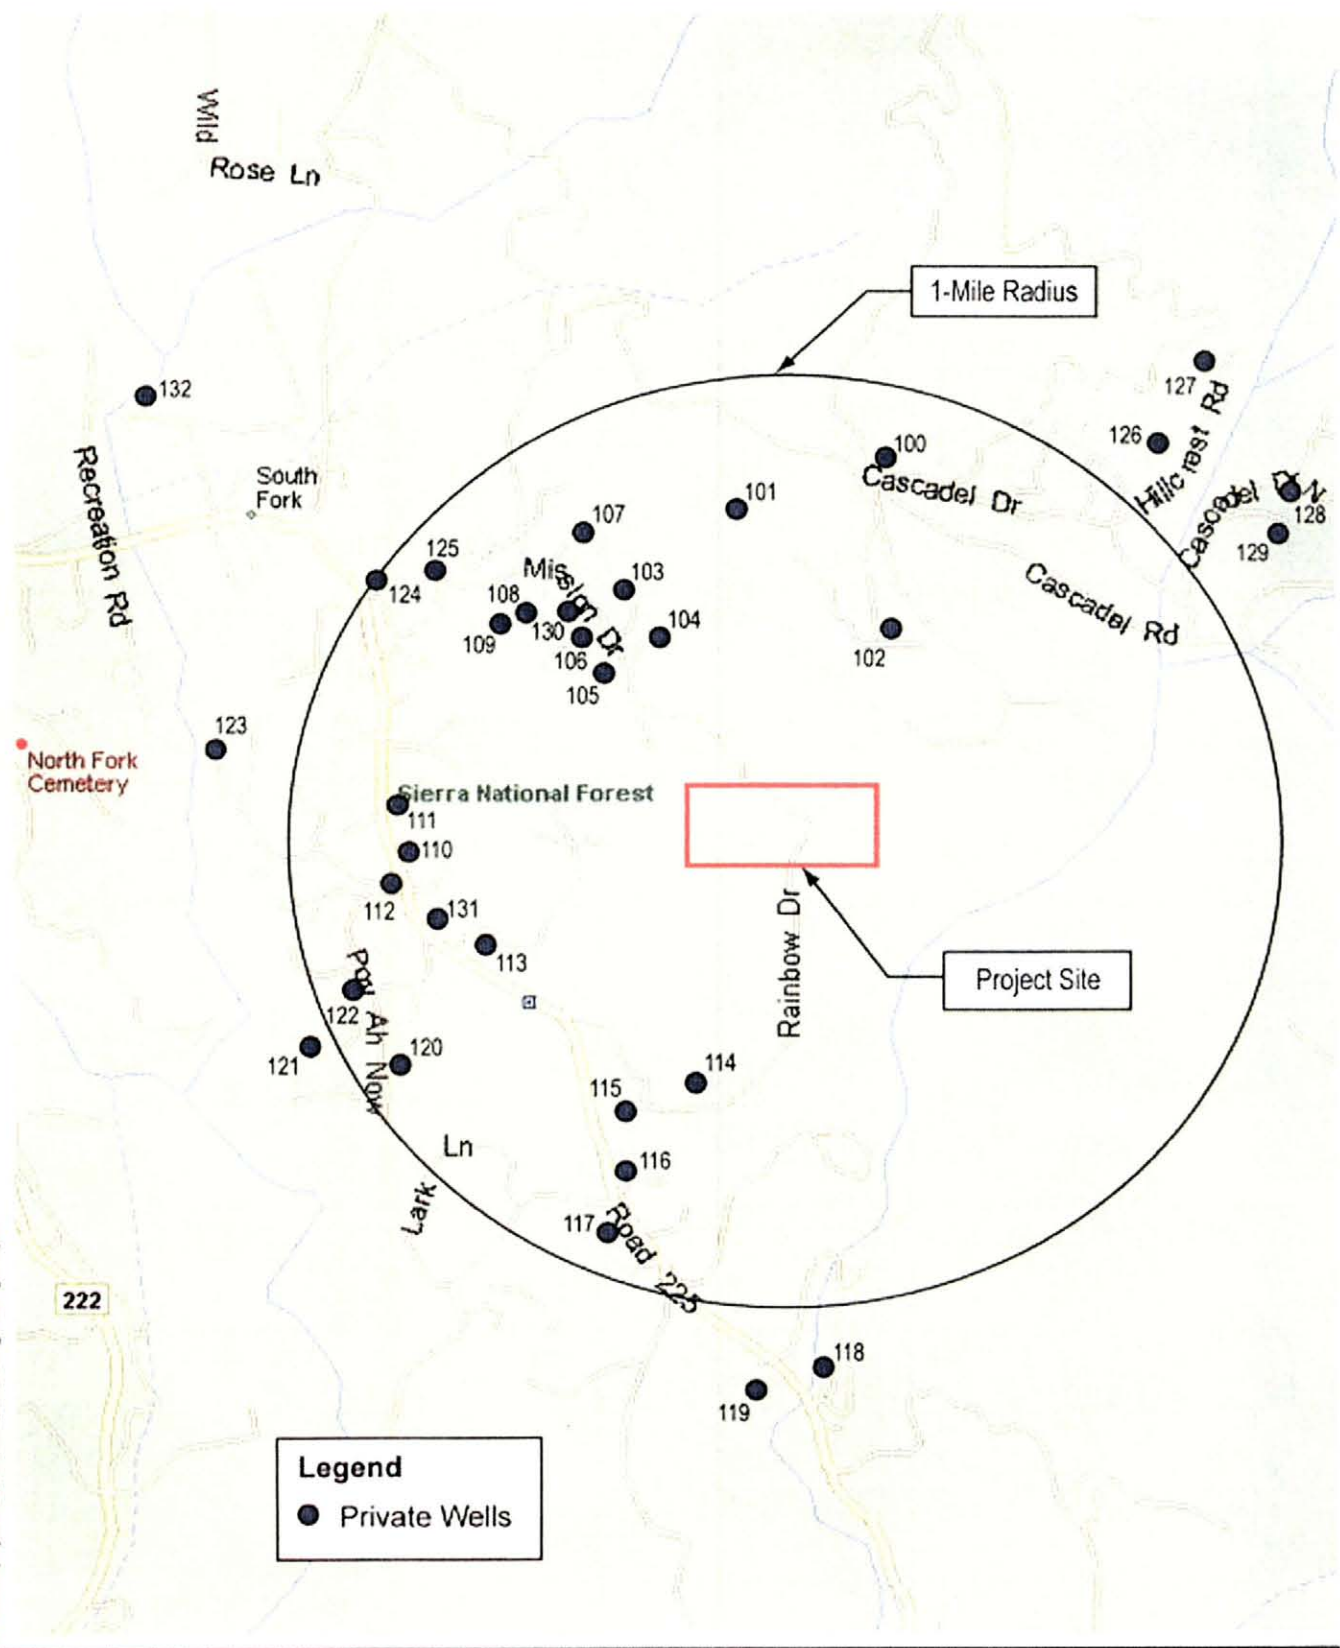 Wild
Rose Ln
1-Mile Radius
132
127
Hillcrest Rd
126
100
Cascadel Dr
Cascadel Dr N
128
129
Recreation Rd
South
Fork
101
107
125
124
Mission Dr
103
108
130
109
104
106
105
Cascadel Rd
102
123
North Fork
Cemetery
Sierra National Forest
111
110
112
131
113
Rainbow Dr
Project Site
Pow Ah Now
122
121
120
114
115
Ln
116
Lark
117
Road 225
222
118
119
Legend
Private Wells